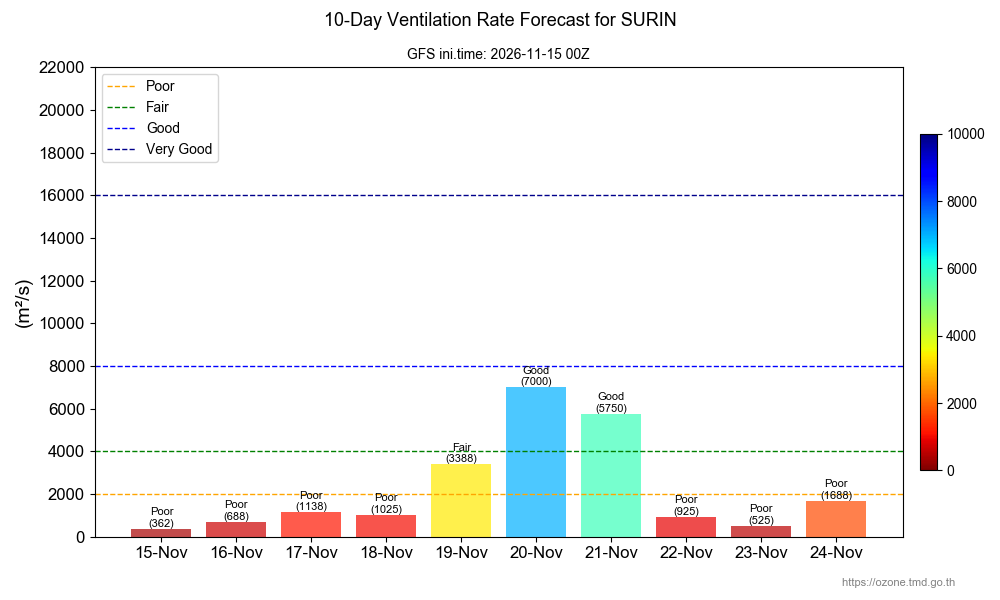 10-Day Ventilation Rate Forecast for SURIN
GFS ini.time: 2026-11-15 00Z
22000
20000
18000
16000
14000
12000
10000
8000
6000
4000
2000
0
(m²/s)
Poor
Fair
Good
Very Good
Poor
(362)
Poor
(688)
Poor
(1138)
Poor
(1025)
Fair
(3388)
Good
(7000)
Good
(5750)
Poor
(925)
Poor
(525)
Poor
(1688)
15-Nov
16-Nov
17-Nov
18-Nov
19-Nov
20-Nov
21-Nov
22-Nov
23-Nov
24-Nov
10000
8000
6000
4000
2000
0
https://ozone.tmd.go.th